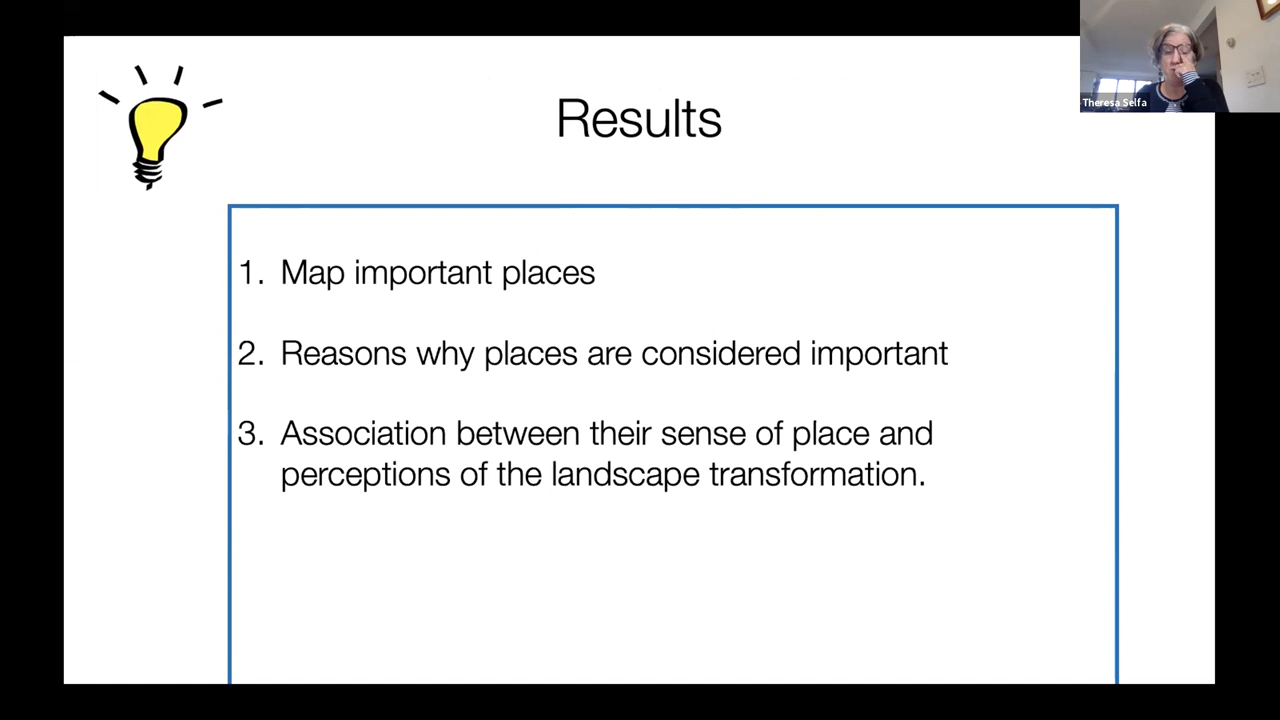 Results
Theresa Selfa
1. Map important places
2. Reasons why places are considered important
3. Association between their sense of place and
perceptions of the landscape transformation.